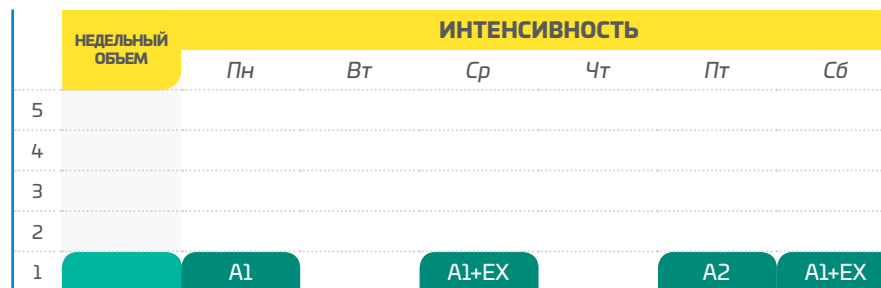 НЕДЕЛЬНЫЙ ОБЪЕМ
ИНТЕНСИВНОСТЬ
Пн Вт Ср Чт Пт Сб
5
4
3
2
1 A1 A1+EX A2 A1+EX